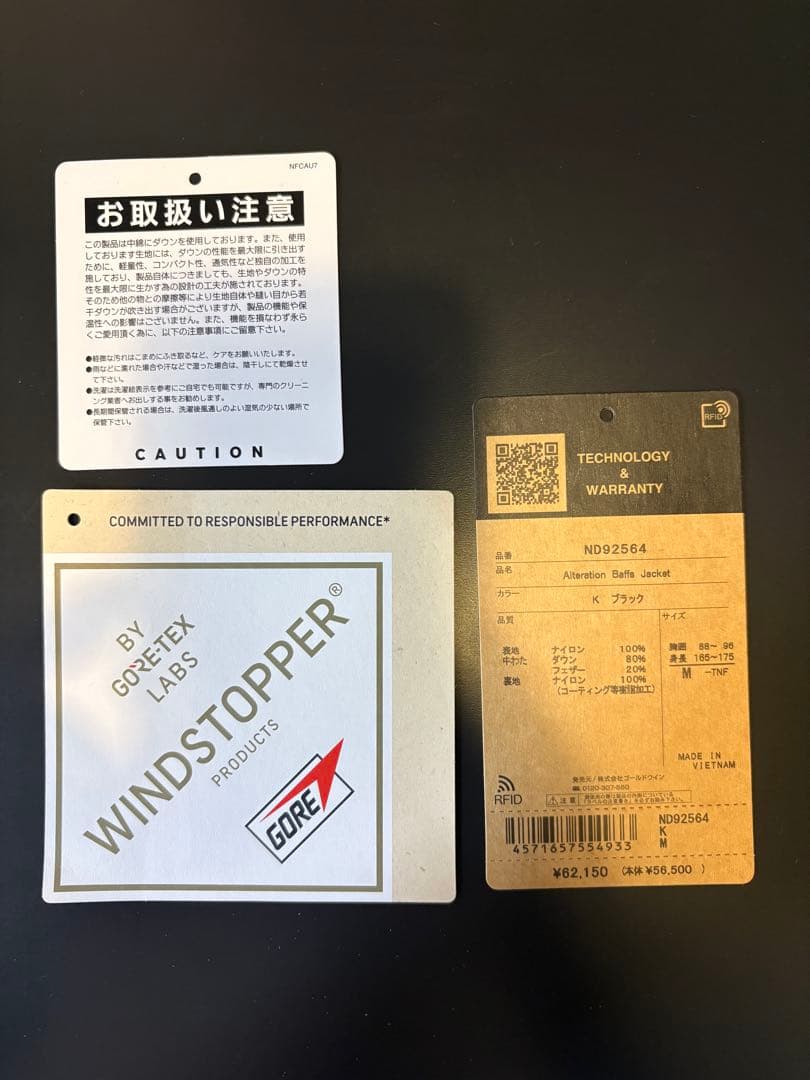 NFCAU7
お取扱い注意
この製品は中綿にダウンを使用しております。また、使用
しております生地には、ダウンの性能を最大限に引き出す
ために、軽量性、コンパクト性、通気性など独自の加工を
施しており、製品自体につきましても、生地やダウンの特
性を最大限に生かす為の設計の工夫が施されております。
そのため他の物との摩擦等により生地自体や縫い目から若
干ダウンが吹き出す場合がございますが、製品の機能や保
温性への影響はございません。また、機能を損なわず永ら
くご愛用頂く為に、以下の注意事項にご留意下さい。
●軽微な汚れはこまめにふき取るなど、ケアをお願いいたします。
●雨などに濡れた場合や汗などで湿った場合は、陰干しにて乾燥させ
て下さい。
●洗濯は洗濯絵表示を参考にご自宅でも可能ですが、専門のクリーニ
ング業者へお出しする事をお勧めします。
●長期間保管される場合は、洗濯後風通しのよい湿気の少ない場所で
保管下さい。
CAUTION
COMMITTED TO RESPONSIBLE PERFORMANCE*
BY
GORE-TEX
LABS
WINDSTOPPER®
PRODUCTS
GORE
RFID
TECHNOLOGY
&
WARRANTY
品番 ND92564
品名 Alteration Baffs Jacket
カラー K ブラック
品質 サイズ
表地 ナイロン 100%
中わた ダウン 80%
フェザー 20%
裏地 ナイロン 100%
(コーティング等樹脂加工)
胸囲 88～ 96
身長 165～175
M -TNF
MADE IN
VIETNAM
RFID
発売元/株式会社ゴールドウイン
☎ 0120-307-560
注意
ND92564
K
M
4571657554933
¥62,150 (本体 ¥56,500 )